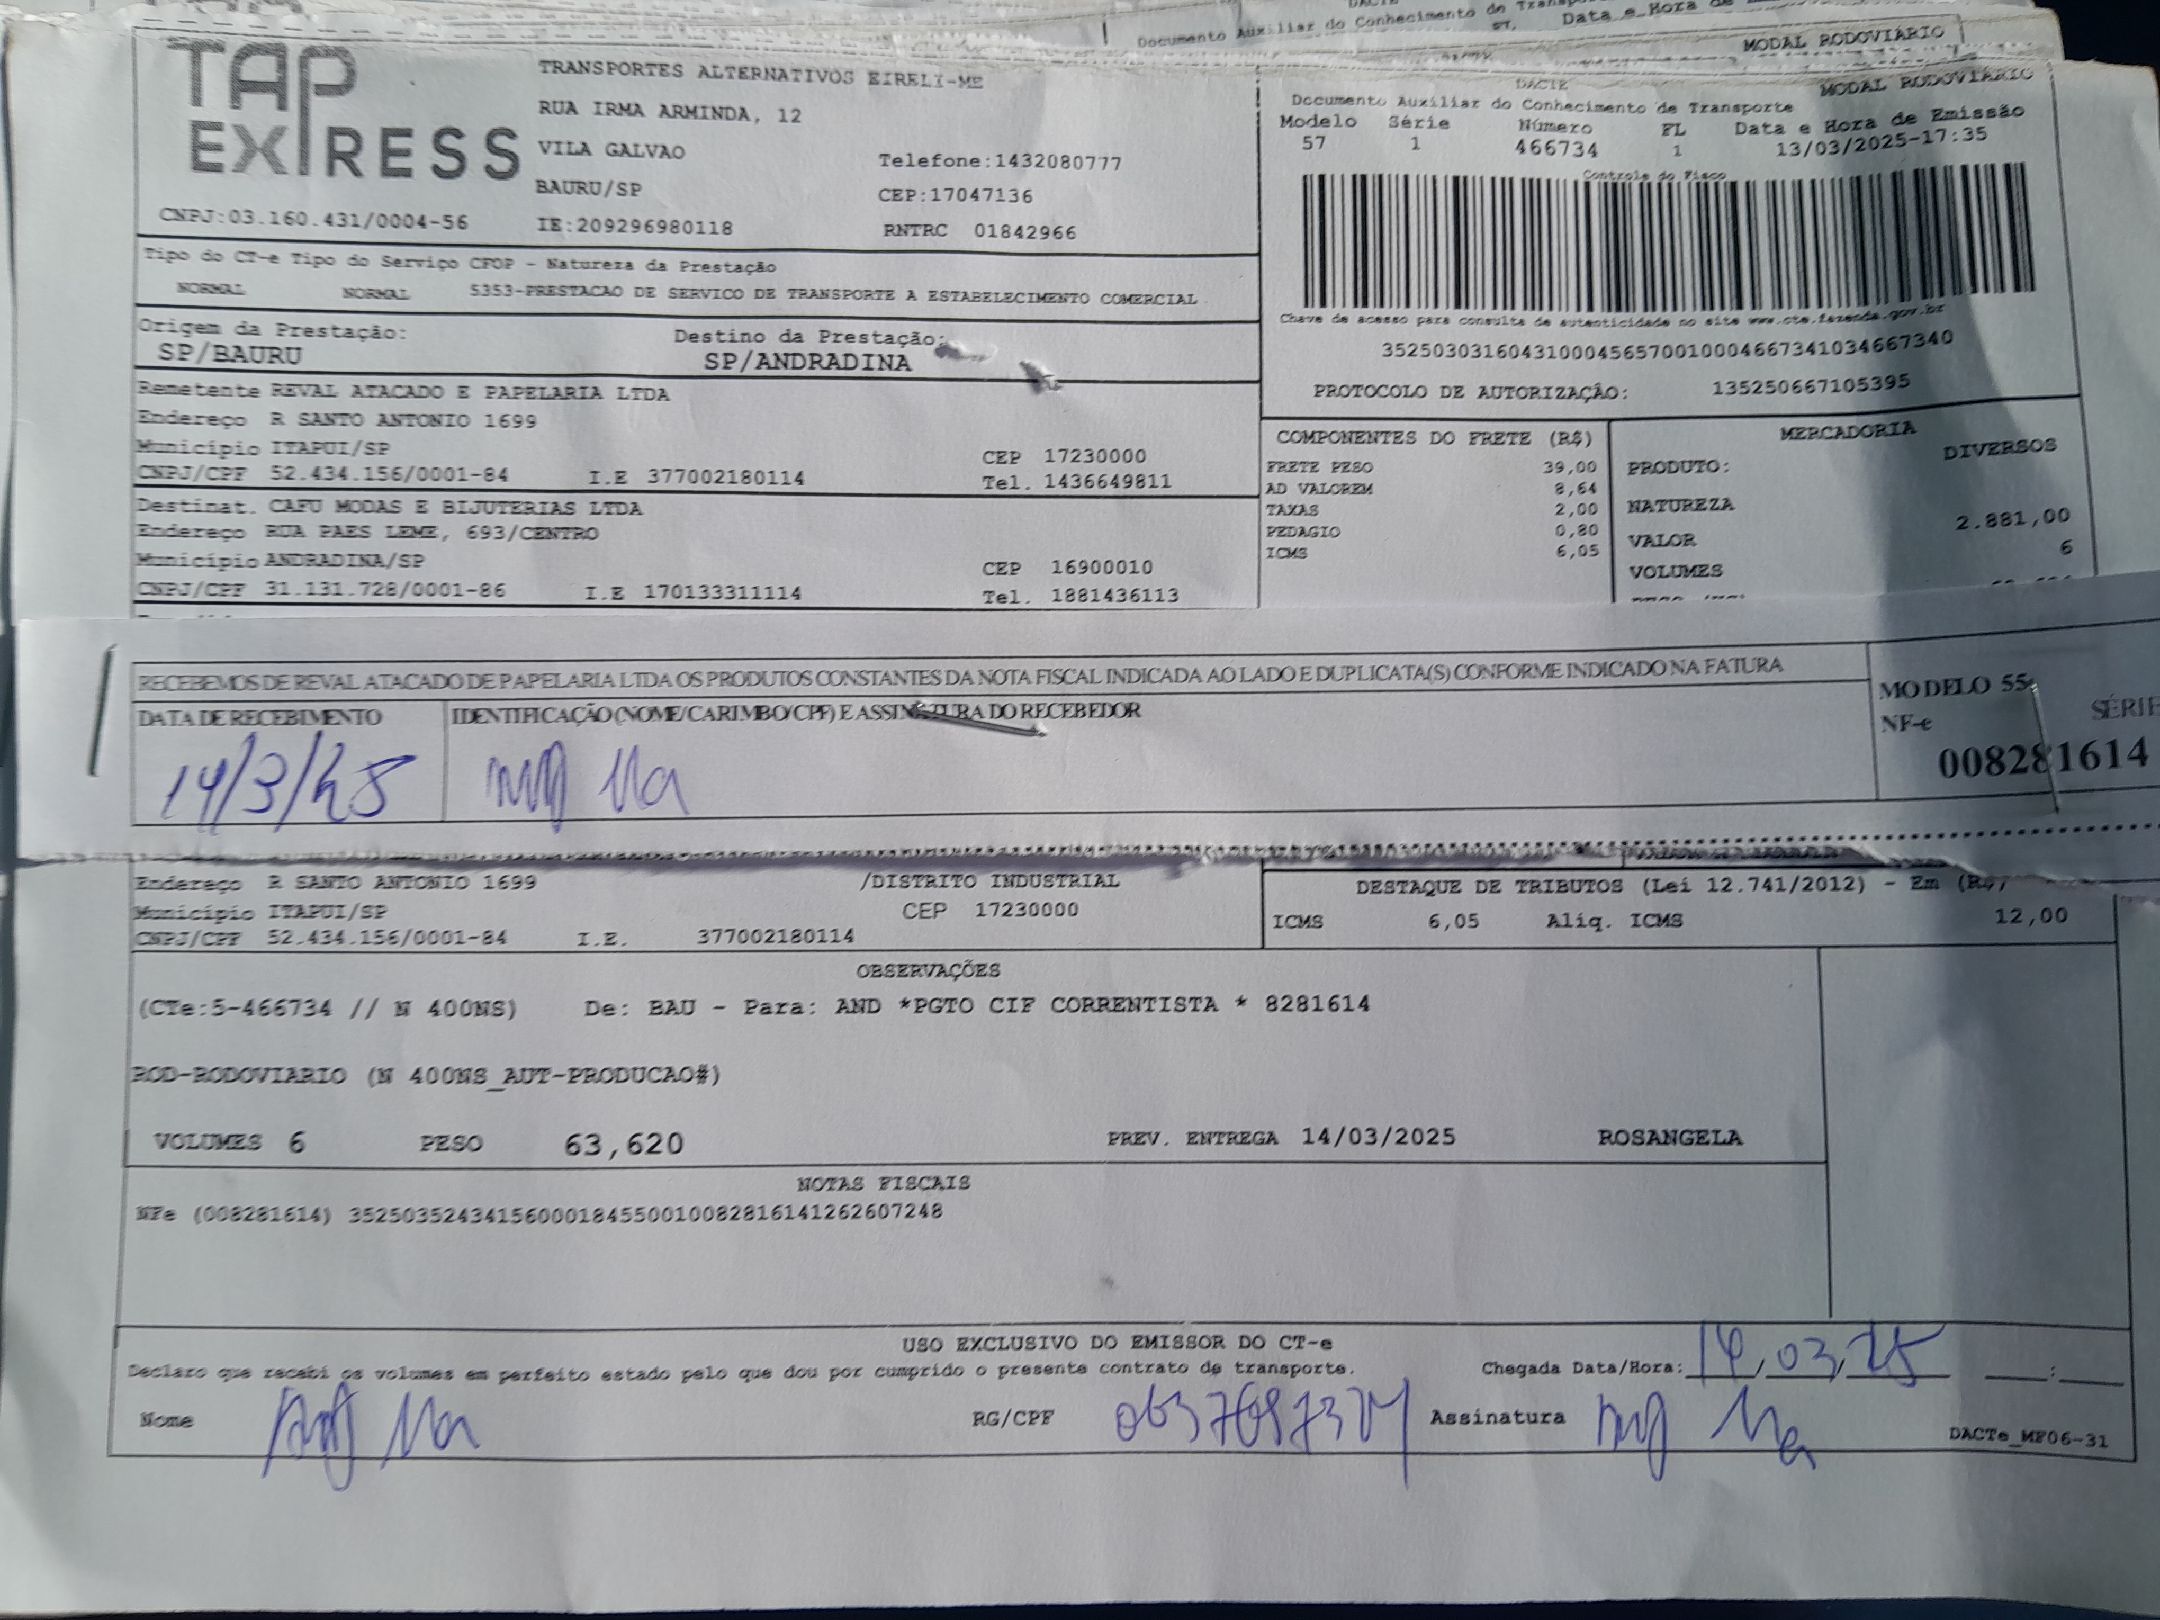 Documento Auxiliar do Conhecimento de Transpor
Data e Hora de
MODAL RODOVIÁRIO
TAP EXPRESS
TRANSPORTES ALTERNATIVOS EIRELI-ME
RUA IRMA ARMINDA, 12
VILA GALVAO
Telefone:1432080777
BAURU/SP
CEP:17047136
CNPJ:03.160.431/0004-56
IE:209296980118
RNTRC 01842966
DACTE
MODAL RODOVIÁRIO
Documento Auxiliar do Conhecimento de Transporte
Modelo Série Número FL Data e Hora de Emissão
57 1 466734 1 13/03/2025-17:35
Controle do Fisco
Chave de acesso para consulta de autenticidade no site www.cte.fazenda.gov.br
35250303160431000456570010004667341034667340
PROTOCOLO DE AUTORIZAÇÃO: 135250667105395
Tipo do CT-e Tipo do Serviço CFOP - Natureza da Prestação
NORMAL NORMAL 5353-PRESTACAO DE SERVICO DE TRANSPORTE A ESTABELECIMENTO COMERCIAL
Origem da Prestação: Destino da Prestação:
SP/BAURU SP/ANDRADINA
Remetente REVAL ATACADO E PAPELARIA LTDA
Endereço R SANTO ANTONIO 1699
Município ITAPUI/SP CEP 17230000
CNPJ/CPF 52.434.156/0001-84 I.E 377002180114 Tel. 1436649811
Destinat. CAFU MODAS E BIJUTERIAS LTDA
Endereço RUA PAES LEME, 693/CENTRO
Município ANDRADINA/SP CEP 16900010
CNPJ/CPF 31.131.728/0001-86 I.E 170133311114 Tel. 1881436113
COMPONENTES DO FRETE (R$)
FRETE PESO 39,00
AD VALOREM 8,64
TAXAS 2,00
PEDAGIO 0,80
ICMS 6,05
MERCADORIA
PRODUTO: DIVERSOS
NATUREZA
VALOR 2.881,00
VOLUMES 6
RECEBEMOS DE REVAL ATACADO DE PAPELARIA LTDA OS PRODUTOS CONSTANTES DA NOTA FISCAL INDICADA AO LADO E DUPLICATA(S) CONFORME INDICADO NA FATURA
DATA DE RECEBIMENTO
IDENTIFICAÇÃO (NOME/CARIMBO/CPF) E ASSINATURA DO RECEBEDOR
14/3/25
MODELO 55
NF-e SÉRIE
008281614
Endereço R SANTO ANTONIO 1699 /DISTRITO INDUSTRIAL
Município ITAPUI/SP CEP 17230000
CNPJ/CPF 52.434.156/0001-84 I.E. 377002180114
DESTAQUE DE TRIBUTOS (Lei 12.741/2012) - Em (R$)
ICMS 6,05 Aliq. ICMS 12,00
OBSERVAÇÕES
(CTe:5-466734 // N 400NS) De: BAU - Para: AND *PGTO CIF CORRENTISTA * 8281614
ROD-RODOVIARIO (N 400NS_AUT-PRODUCAO#)
VOLUMES 6 PESO 63,620 PREV. ENTREGA 14/03/2025 ROSANGELA
NOTAS FISCAIS
NFe (008281614) 35250352434156000184550010082816141262607248
USO EXCLUSIVO DO EMISSOR DO CT-e
Declaro que recebi os volumes em perfeito estado pelo que dou por cumprido o presente contrato de transporte.
Chegada Data/Hora: 14/03/25 :
Nome RG/CPF Assinatura
DACTe_MF06-31